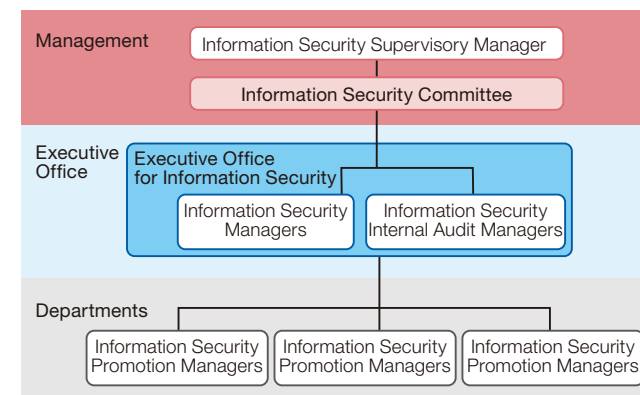 Management
Information Security Supervisory Manager
Information Security Committee
Executive
Office
Executive Office
for Information Security
Information Security
Managers
Information Security
Internal Audit Managers
Departments
Information Security
Promotion Managers
Information Security
Promotion Managers
Information Security
Promotion Managers